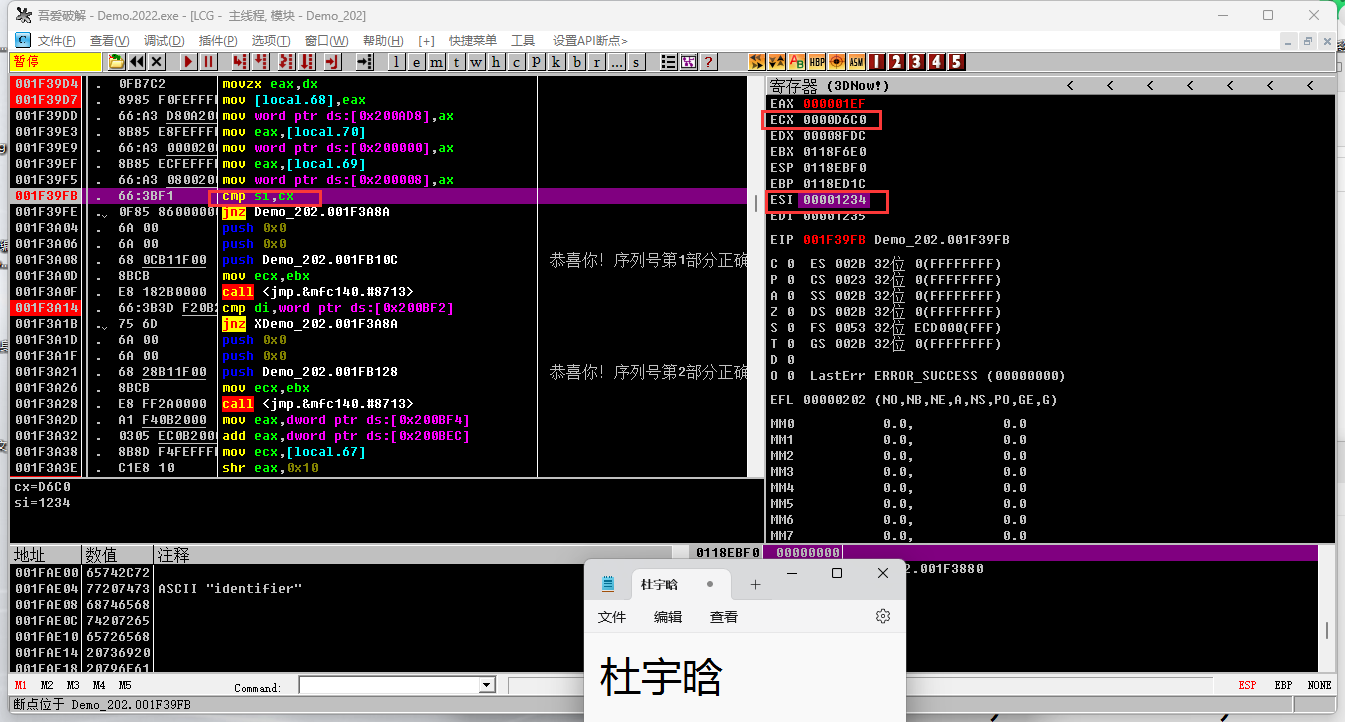 吾爱破解 - Demo.2022.exe - [LCG - 主线程, 模块 - Demo_202]
文件(F) 查看(V) 调试(D) 插件(P) 选项(T) 窗口(W) 帮助(H) [+] 快捷菜单 工具 设置API断点>
暂停 l e m t w h c p k b r ... s ? HBP ASM 1 2 3 4 5
001F39D4 . 0FB7C2 movzx eax,dx
001F39D7 . 8985 F0FEFFFF mov [local.68],eax
001F39DD . 66:A3 D80A20 mov word ptr ds:[0x200AD8],ax
001F39E3 . 8B85 E8FEFFFF mov eax,[local.70]
001F39E9 . 66:A3 000020 mov word ptr ds:[0x200000],ax
001F39EF . 8B85 ECFEFFFF mov eax,[local.69]
001F39F5 . 66:A3 080020 mov word ptr ds:[0x200008],ax
001F39FB . 66:3BF1 cmp si,cx
001F39FE . 0F85 86000000 jnz Demo_202.001F3A8A
001F3A04 . 6A 00 push 0x0
001F3A06 . 6A 00 push 0x0
001F3A08 . 68 0CB11F00 push Demo_202.001FB10C 恭喜你! 序列号第1部分正确
001F3A0D . 8BCB mov ecx,ebx
001F3A0F . E8 182B0000 call <jmp.&mfc140.#8713>
001F3A14 . 66:3B3D F20B2 cmp di,word ptr ds:[0x200BF2]
001F3A1B . 75 6D jnz XDemo_202.001F3A8A
001F3A1D . 6A 00 push 0x0
001F3A1F . 6A 00 push 0x0
001F3A21 . 68 28B11F00 push Demo_202.001FB128 恭喜你! 序列号第2部分正确
001F3A26 . 8BCB mov ecx,ebx
001F3A28 . E8 FF2A0000 call <jmp.&mfc140.#8713>
001F3A2D . A1 F40B2000 mov eax,dword ptr ds:[0x200BF4]
001F3A32 . 0305 EC0B2000 add eax,dword ptr ds:[0x200BEC]
001F3A38 . 8B8D F4FEFFFF mov ecx,[local.67]
001F3A3E . C1E8 10 shr eax,0x10
cx=D6C0
si=1234
寄存器 (3DNow!) < < < < < < <
EAX 000001EF
ECX 0000D6C0
EDX 00008FDC
EBX 0118F6E0
ESP 0118EBF0
EBP 0118ED1C
ESI 00001234
EDI 00001235
EIP 001F39FB Demo_202.001F39FB
C 0 ES 002B 32位 0(FFFFFFFF)
P 0 CS 0023 32位 0(FFFFFFFF)
A 0 SS 002B 32位 0(FFFFFFFF)
Z 0 DS 002B 32位 0(FFFFFFFF)
S 0 FS 0053 32位 ECD000(FFF)
T 0 GS 002B 32位 0(FFFFFFFF)
D 0
O 0 LastErr ERROR_SUCCESS (00000000)
EFL 00000202 (NO,NB,NE,A,NS,PO,GE,G)
MM0 0.0, 0.0
MM1 0.0, 0.0
MM2 0.0, 0.0
MM3 0.0, 0.0
MM4 0.0, 0.0
MM5 0.0, 0.0
MM6 0.0, 0.0
MM7 0.0, 0.0
地址 数值 注释
001FAE00 65742C72
001FAE04 77207473 ASCII "identifier"
001FAE08 68746568
001FAE0C 74207265
001FAE10 65726568
001FAE14 20736920
001FAE18 20796E61
0118EBF0 00000000
2.001F3880
杜宇晗
文件 编辑 查看
杜宇晗
M1 M2 M3 M4 M5 Command: ESP EBP NONE
断点位于 Demo_202.001F39FB